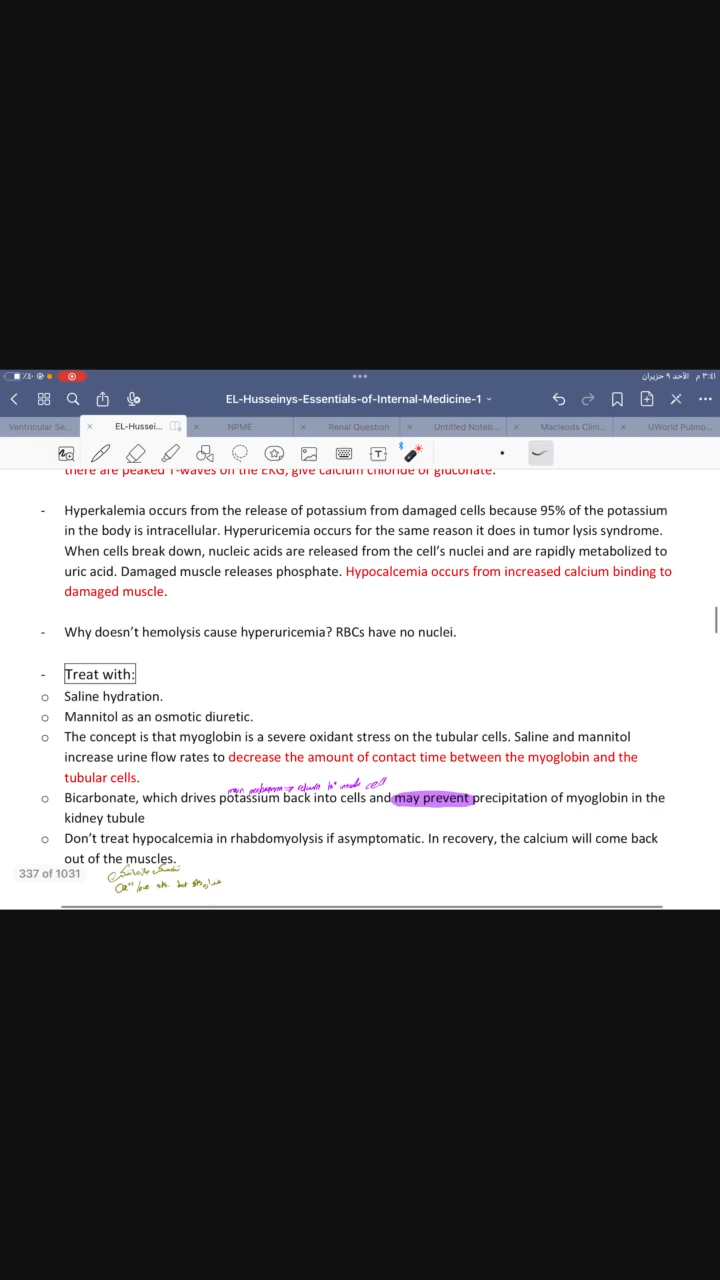 ٣:٤١ م الأحد ٩ حزيران
EL-Husseinys-Essentials-of-Internal-Medicine-1
Ventricular Se...
EL-Hussei...
NPME
Renal Question
Untitled Noteb...
Macleods Clini...
UWorld Pulmo...
there are peaked T-waves on the EKG, give calcium chloride or gluconate.
- Hyperkalemia occurs from the release of potassium from damaged cells because 95% of the potassium
in the body is intracellular. Hyperuricemia occurs for the same reason it does in tumor lysis syndrome.
When cells break down, nucleic acids are released from the cell's nuclei and are rapidly metabolized to
uric acid. Damaged muscle releases phosphate. Hypocalcemia occurs from increased calcium binding to
damaged muscle.
- Why doesn't hemolysis cause hyperuricemia? RBCs have no nuclei.
- Treat with:
o Saline hydration.
o Mannitol as an osmotic diuretic.
o The concept is that myoglobin is a severe oxidant stress on the tubular cells. Saline and mannitol
increase urine flow rates to decrease the amount of contact time between the myoglobin and the
tubular cells.
main mechanism → return K+ inside cell
o Bicarbonate, which drives potassium back into cells and may prevent precipitation of myoglobin in the
kidney tubule
o Don't treat hypocalcemia in rhabdomyolysis if asymptomatic. In recovery, the calcium will come back
out of the muscles.
337 of 1031